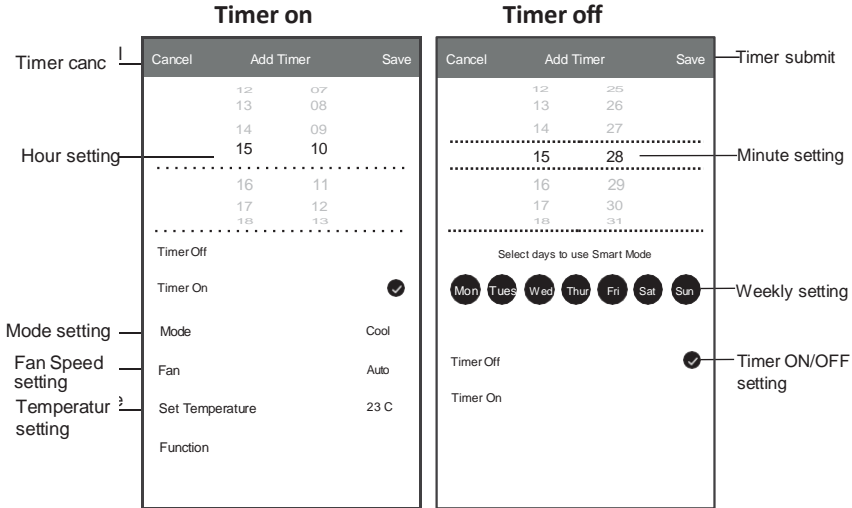 Timer on
Timer off
Timer canc l
Cancel Add Timer Save
Cancel Add Timer Save
Timer submit
12 07
13 08
14 09
15 10
16 11
17 12
18 13
Hour setting
12 25
13 26
14 27
15 28
16 29
17 30
18 31
Minute setting
Timer Off
Timer On
Mode Cool
Fan Auto
Set Temperature 23 C
Function
Mode setting
Fan Speed
setting
Temperatur e
setting
Select days to use Smart Mode
Mon Tues Wed Thur Fri Sat Sun
Weekly setting
Timer Off
Timer On
Timer ON/OFF
setting